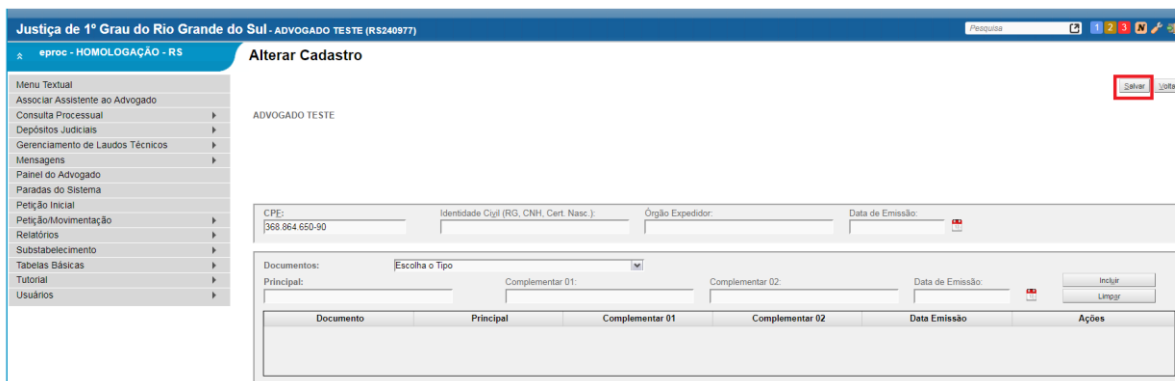 Justiça de 1º Grau do Rio Grande do Sul - ADVOGADO TESTE (RS240977)
Pesquisa
1 2 3 N
eproc - HOMOLOGAÇÃO - RS
Alterar Cadastro
Salvar Volta
Menu Textual
Associar Assistente ao Advogado
Consulta Processual
Depósitos Judiciais
Gerenciamento de Laudos Técnicos
Mensagens
Painel do Advogado
Paradas do Sistema
Petição Inicial
Petição/Movimentação
Relatórios
Substabelecimento
Tabelas Básicas
Tutorial
Usuários
ADVOGADO TESTE
CPF: Identidade Civil (RG, CNH, Cert. Nasc.): Órgão Expedidor: Data de Emissão:
368.864.650-90
Documentos: Escolha o Tipo
Principal: Complementar 01: Complementar 02: Data de Emissão: Incluir
Limpar
Documento Principal Complementar 01 Complementar 02 Data Emissão Ações